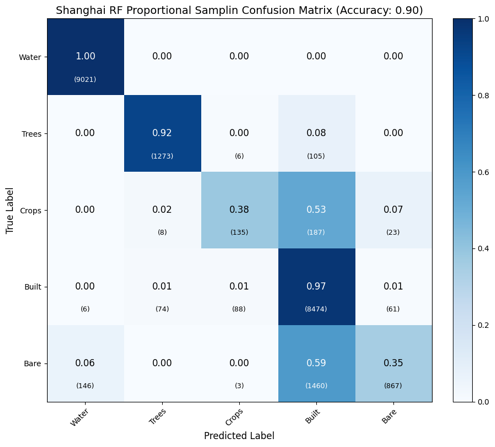 Shanghai RF Proportional Samplin Confusion Matrix (Accuracy: 0.90)
True Label
Water 1.00 0.00 0.00 0.00 0.00
(9021)
Trees 0.00 0.92 0.00 0.08 0.00
(1273) (6) (105)
Crops 0.00 0.02 0.38 0.53 0.07
(8) (135) (187) (23)
Built 0.00 0.01 0.01 0.97 0.01
(6) (74) (88) (8474) (61)
Bare 0.06 0.00 0.00 0.59 0.35
(146) (3) (1460) (867)
Water Trees Crops Built Bare
Predicted Label
1.0
0.8
0.6
0.4
0.2
0.0